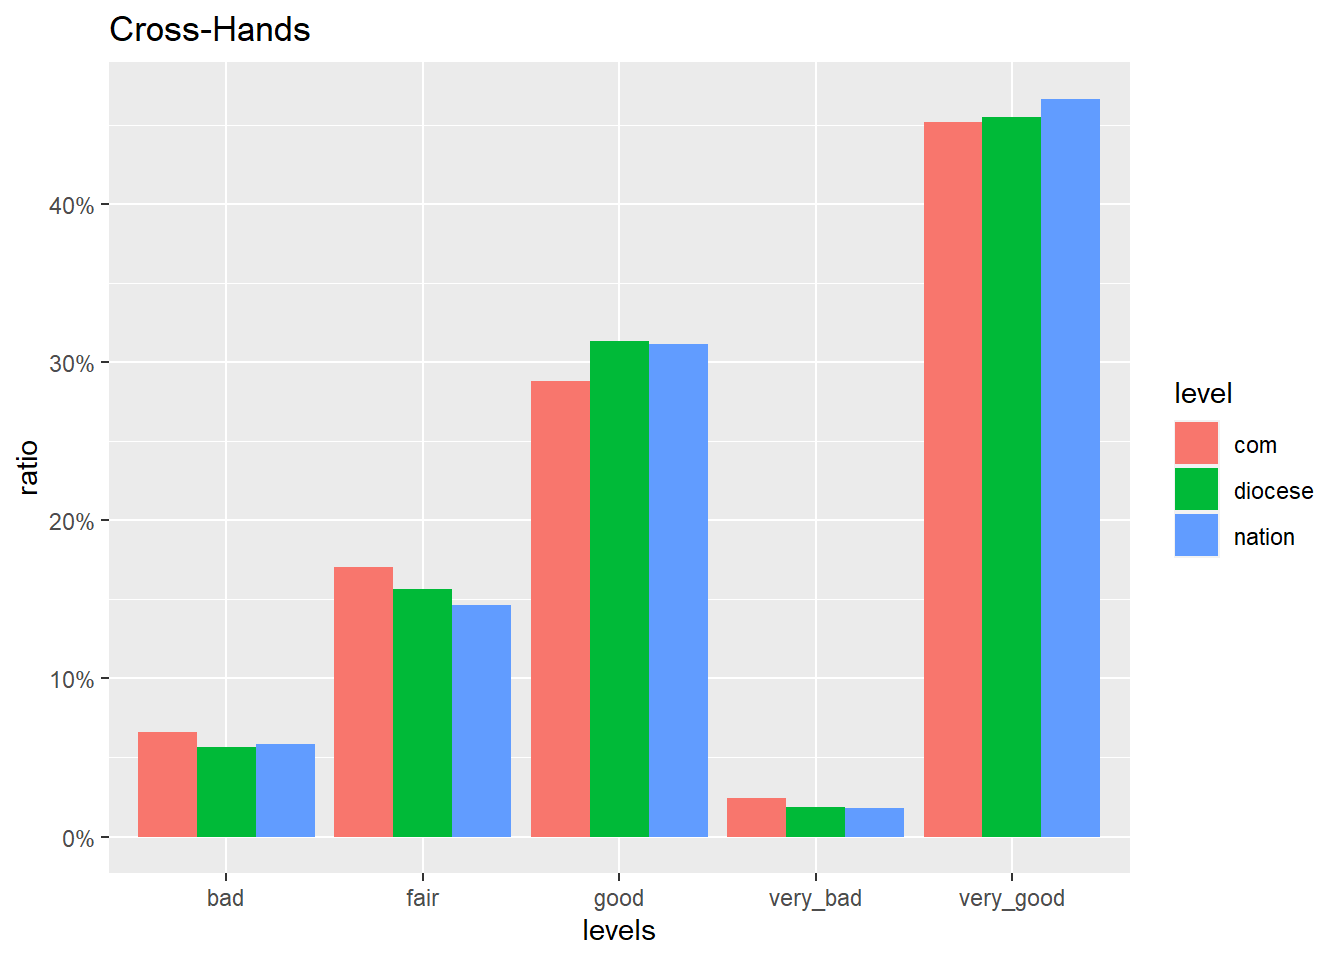 Cross-Hands
40%
30%
20%
10%
0%
ratio
bad
fair
good
very_bad
very_good
levels
level
com
diocese
nation